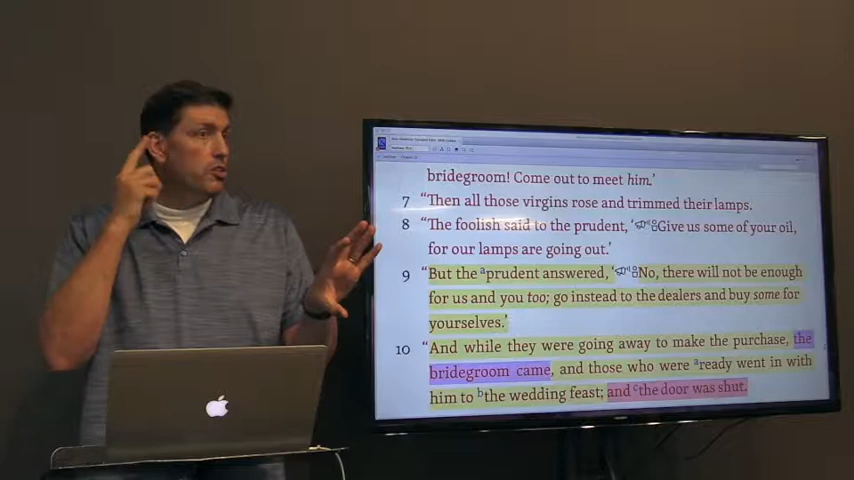 bridegroom! Come out to meet him.'
7 "Then all those virgins rose and trimmed their lamps.
8 "The foolish said to the prudent, 'Give us some of your oil,
for our lamps are going out.'
9 "But the ᵃprudent answered, 'No, there will not be enough
for us and you too; go instead to the dealers and buy some for
yourselves.'
10 "And while they were going away to make the purchase, the
bridegroom came, and those who were ᵃready went in with
him to ᵇthe wedding feast; and ᶜthe door was shut.